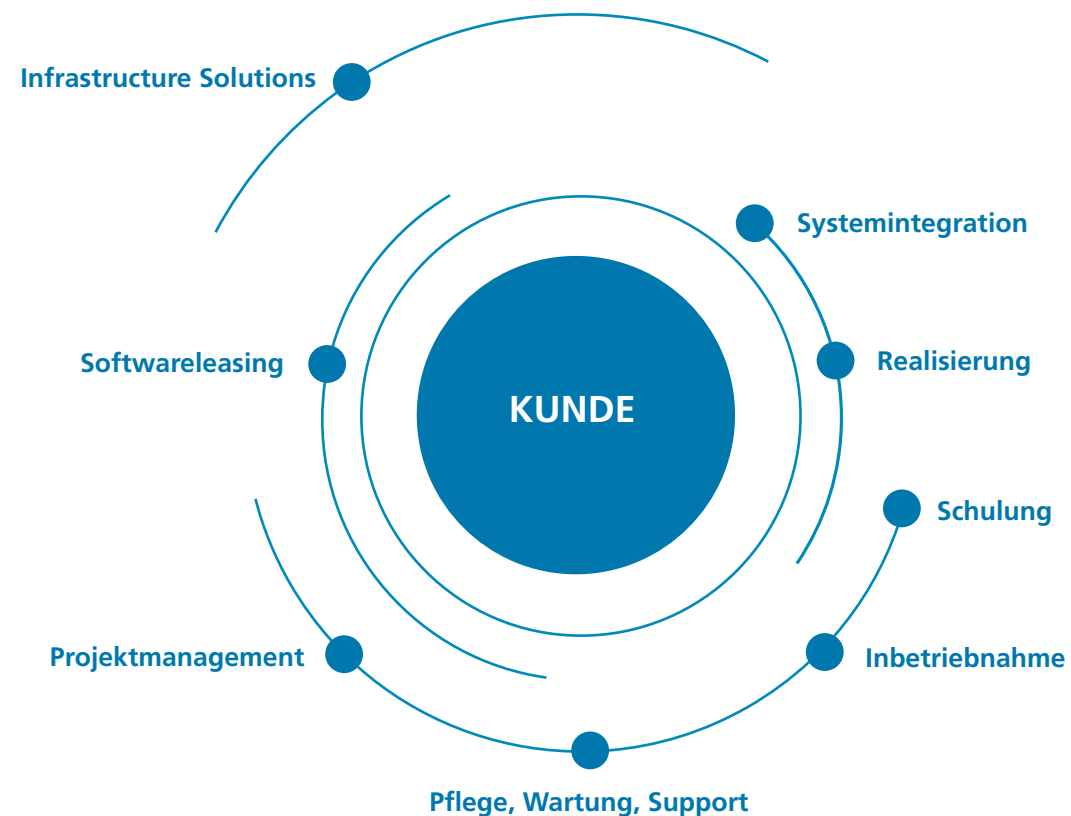 Infrastructure Solutions
Systemintegration
Softwareleasing
Realisierung
KUNDE
Schulung
Projektmanagement
Inbetriebnahme
Pflege, Wartung, Support